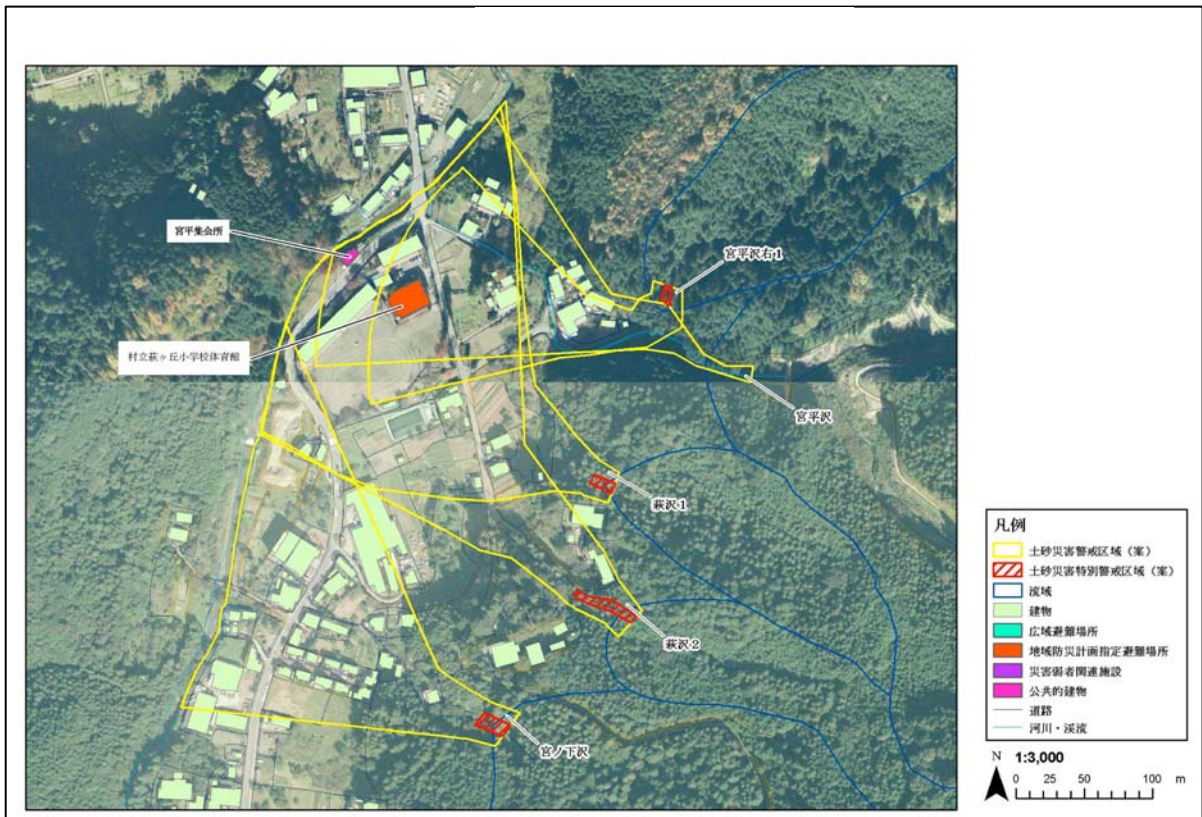 宮平集会所
宮平沢右-1
村立萩ヶ丘小学校体育館
宮平沢
萩沢-1
萩沢-2
宮ノ下沢
凡例
土砂災害警戒区域（案）
土砂災害特別警戒区域（案）
流域
建物
広域避難場所
地域防災計画指定避難場所
災害弱者関連施設
公共的建物
道路
河川・渓流
N 1:3,000
0 25 50 100 m